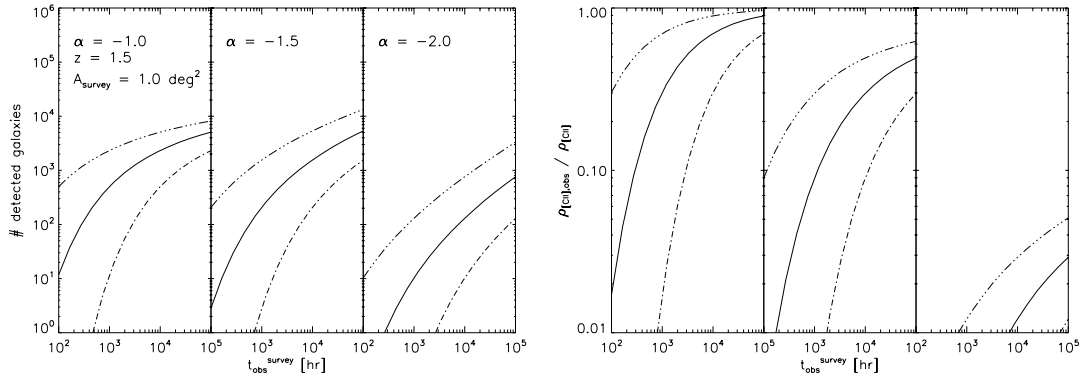 10⁶
10⁵
10⁴
10³
10²
10¹
10⁰
# detected galaxies
α = −1.0
z = 1.5
A_survey = 1.0 deg²
α = −1.5
α = −2.0
10² 10³ 10⁴ 10⁵ 10³ 10⁴ 10⁵ 10³ 10⁴ 10⁵
t_obs^survey [hr]
1.00
0.10
0.01
ρ_[CII],obs / ρ_[CII]
10² 10³ 10⁴ 10⁵ 10³ 10⁴ 10² 10³ 10⁴ 10⁵
t_obs^survey [hr]